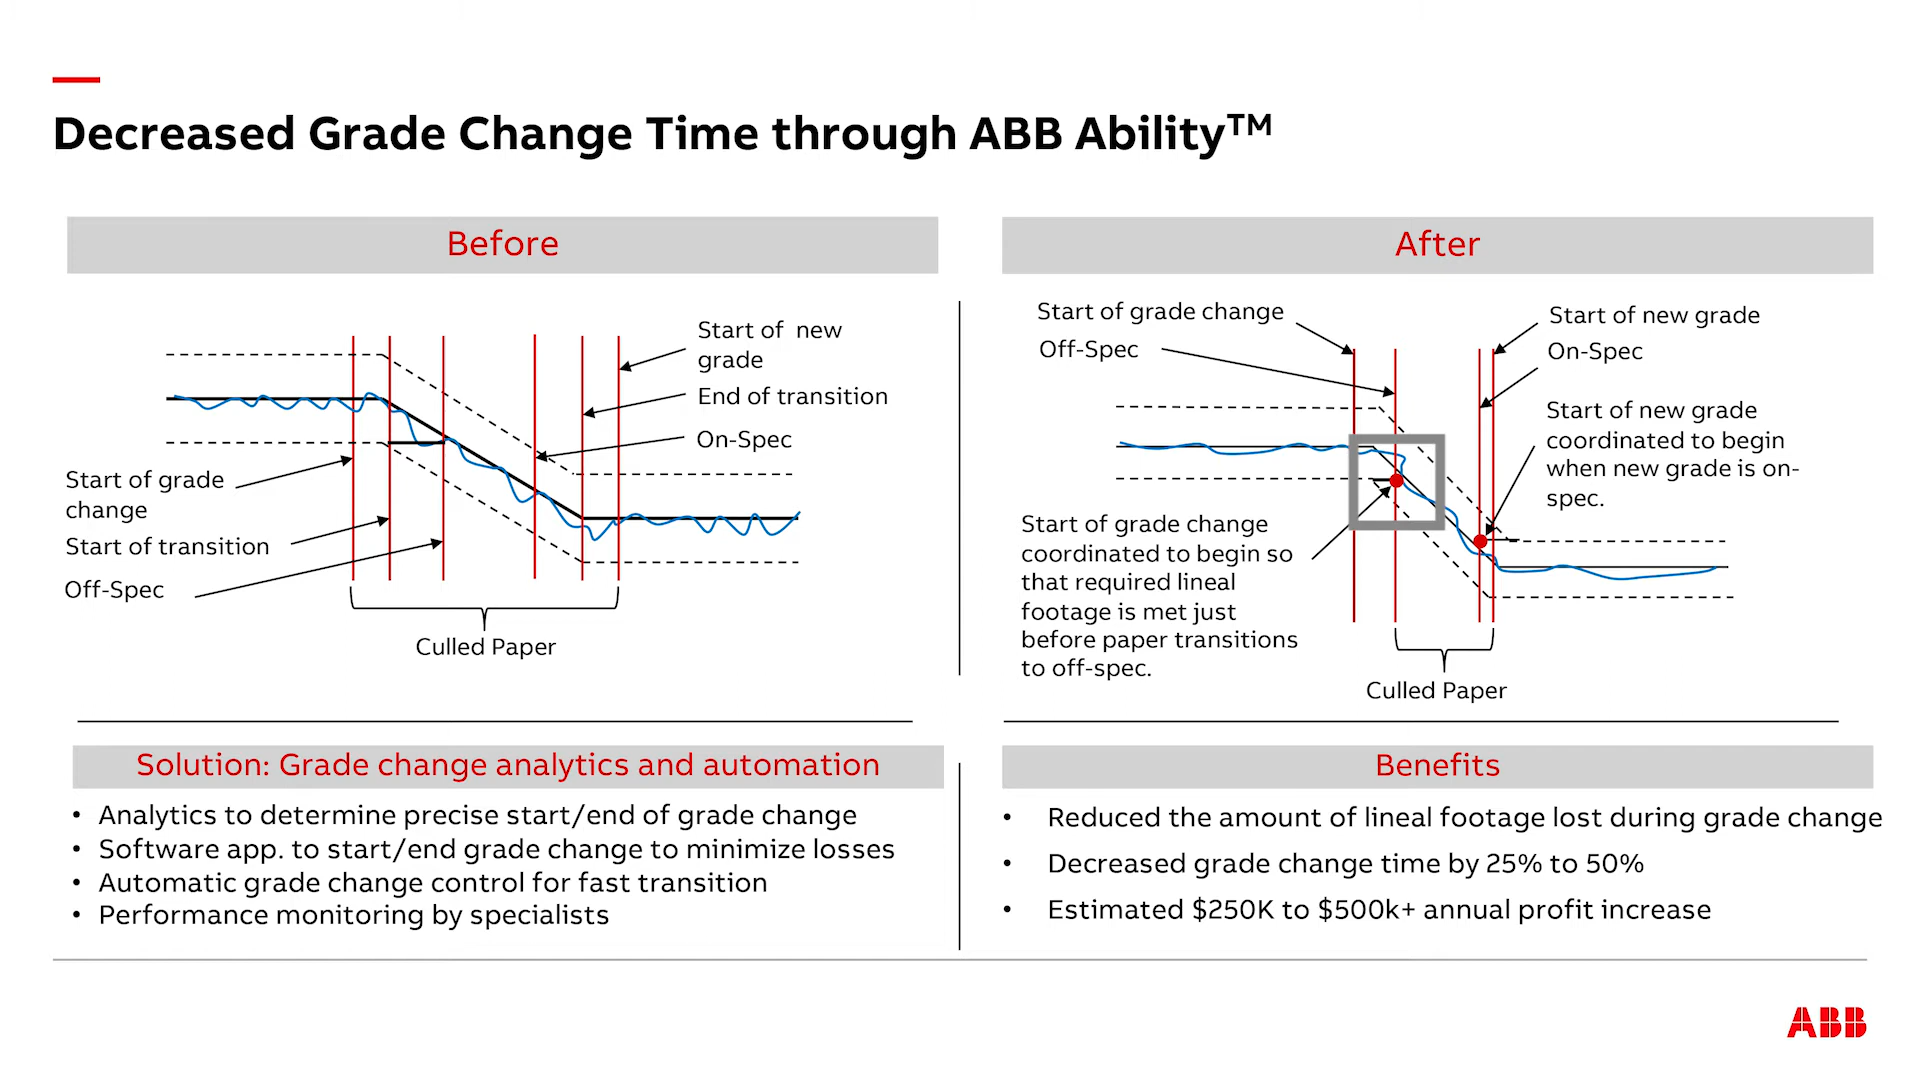 Decreased Grade Change Time through ABB Ability™
Before
Start of  new
grade
End of transition
On-Spec
Start of grade
change
Start of transition
Off-Spec
Culled Paper
After
Start of grade change
Off-Spec
Start of new grade
On-Spec
Start of new grade
coordinated to begin
when new grade is on-
spec.
Start of grade change
coordinated to begin so
that required lineal
footage is met just
before paper transitions
to off-spec.
Culled Paper
Solution: Grade change analytics and automation
• Analytics to determine precise start/end of grade change
• Software app. to start/end grade change to minimize losses
• Automatic grade change control for fast transition
• Performance monitoring by specialists
Benefits
• Reduced the amount of lineal footage lost during grade change
• Decreased grade change time by 25% to 50%
• Estimated $250K to $500k+ annual profit increase
ABB